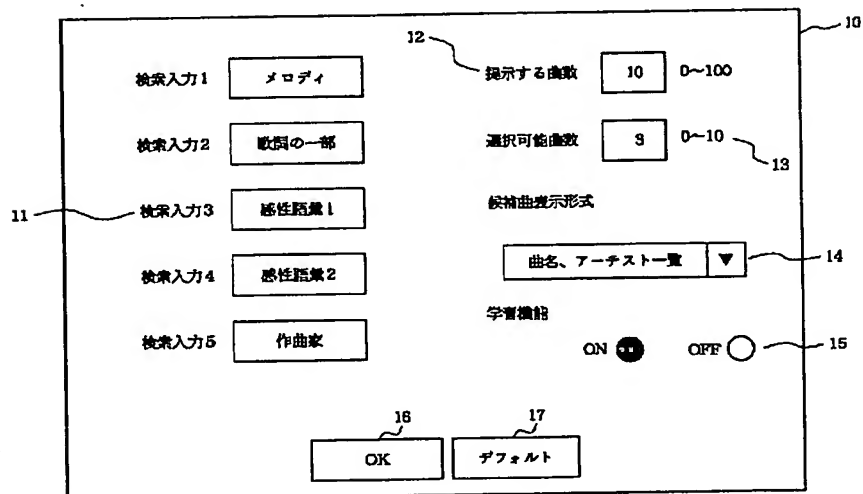 10
12
検索入力1 メロディ
提示する曲数 10 0~100
検索入力2 歌詞の一部
選択可能曲数 3 0~10
13
11
検索入力3 感性語彙1
候補曲表示形式
検索入力4 感性語彙2
曲名、アーチスト一覧 ▼
14
学習機能
検索入力5 作曲家
ON OFF
15
16
17
OK デフォルト